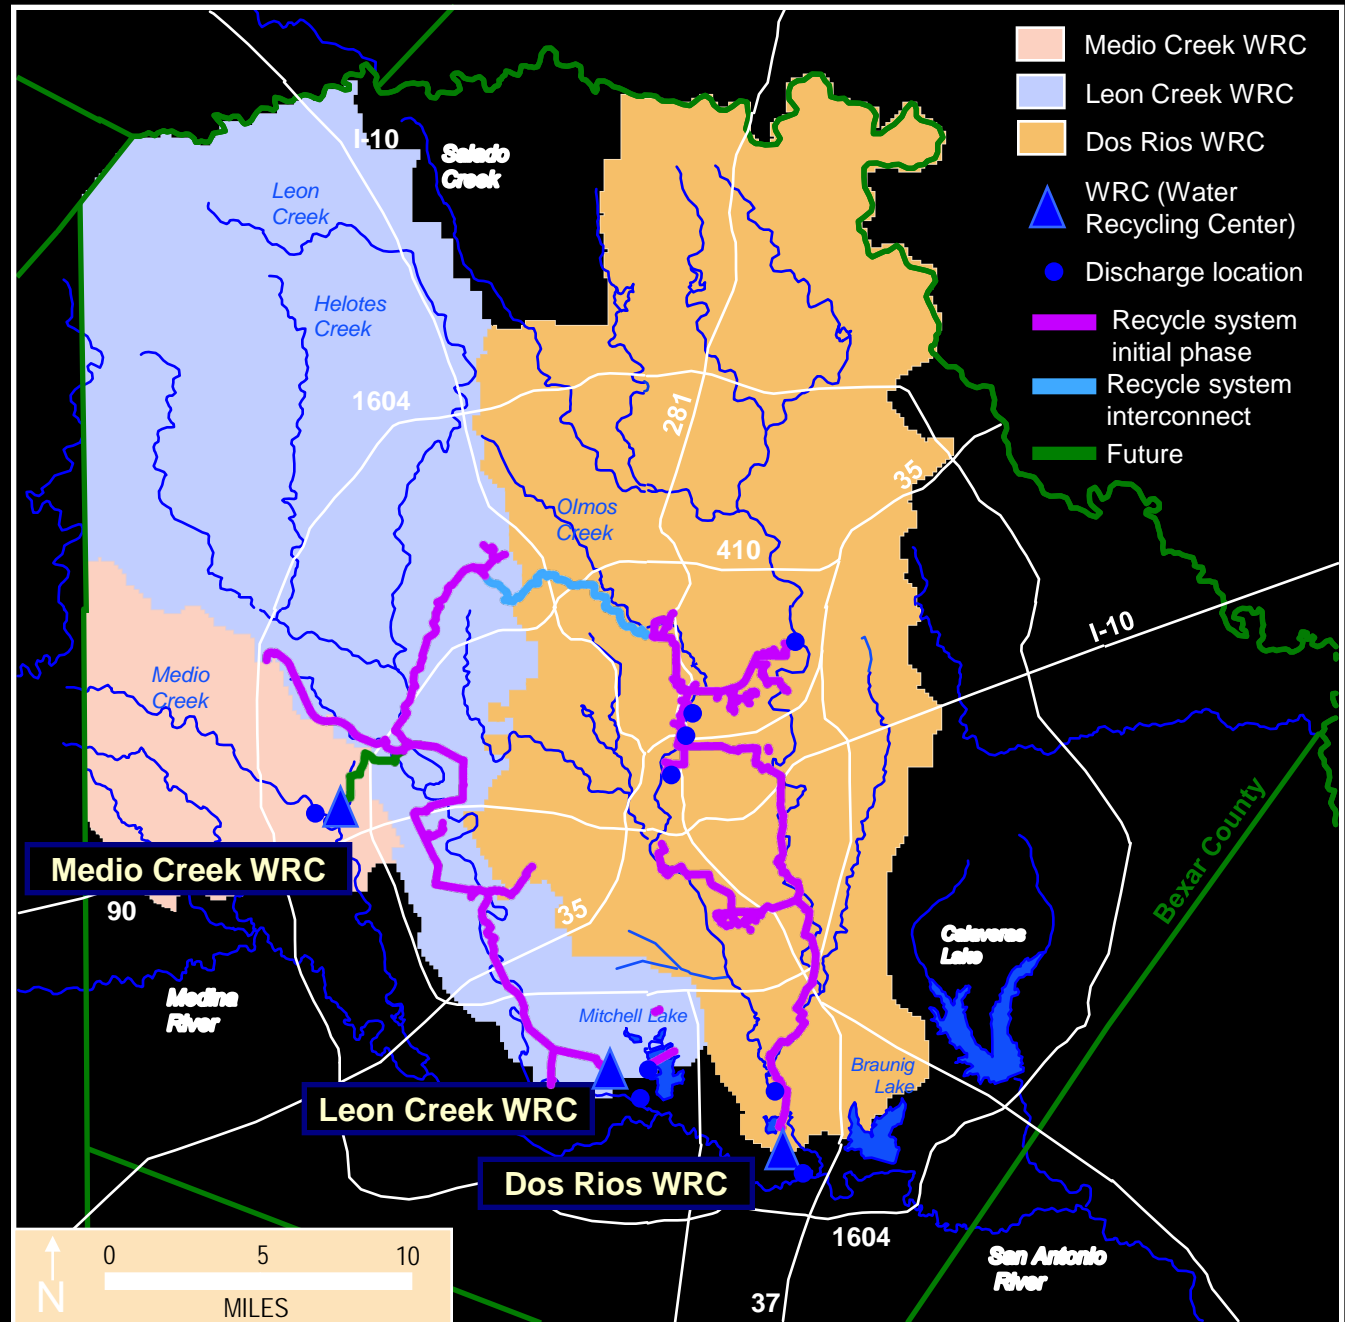 Medio Creek WRC
Leon Creek WRC
Dos Rios WRC
WRC (Water
Recycling Center)
Discharge location
Recycle system
initial phase
Recycle system
interconnect
Future
I-10
Salado
Creek
Leon
Creek
Helotes
Creek
1604
281
35
Olmos
Creek
410
I-10
Medio
Creek
Bexar County
Medio Creek WRC
90
35
Calaveras
Lake
Medina
River
Mitchell Lake
Braunig
Lake
Leon Creek WRC
Dos Rios WRC
1604
San Antonio
River
37
0 5 10
N
MILES